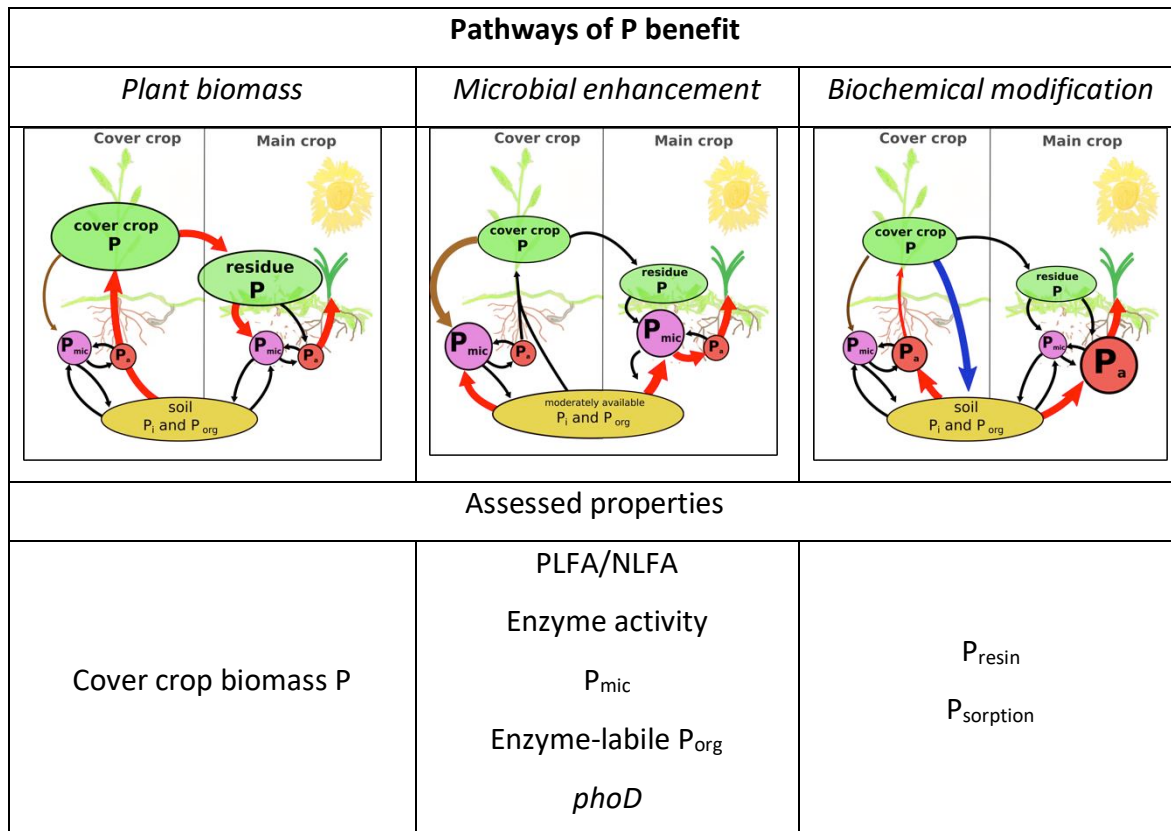 Pathways of P benefit
Plant biomass
Microbial enhancement
Biochemical modification
Cover crop
Main crop
cover crop
P
residue
P
P mic
P a
P mic
P a
soil
P i and P org
Cover crop
Main crop
cover crop
P
residue
P
P mic
P a
P mic
P a
moderately available
P i and P org
Cover crop
Main crop
cover crop
P
residue
P
P mic
P a
P mic
P a
soil
P i and P org
Assessed properties
Cover crop biomass P
PLFA/NLFA
Enzyme activity
P mic
Enzyme-labile P org
phoD
P resin
P sorption